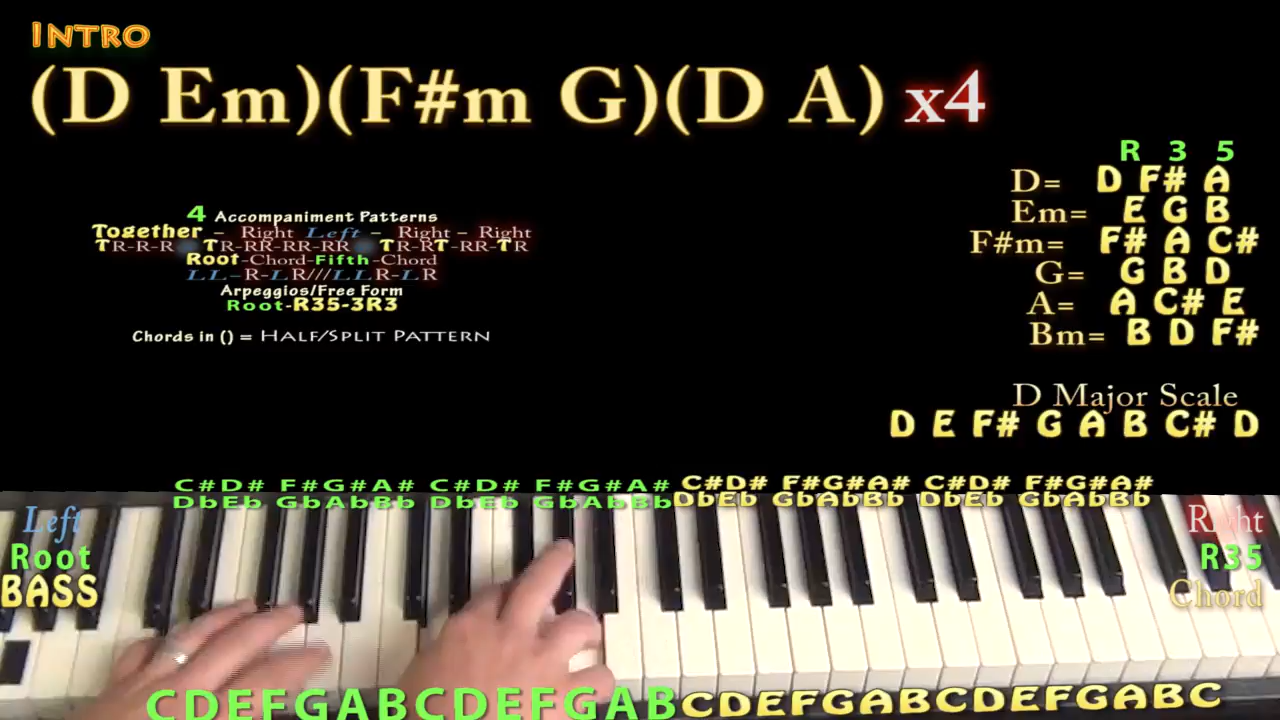 INTRO
(D Em)(F#m G)(D A) x4
R 3 5
D= D F# A
Em= E G B
F#m= F# A C#
G= G B D
A= A C# E
Bm= B D F#
4 Accompaniment Patterns
Together - Right Left - Right - Right
TR-R-R TR-RR-RR-RR TR-RT-RR-TR
Root-Chord-Fifth-Chord
LL-R-LR///LLR-LR
Arpeggios/Free Form
Root-R35-3R3
Chords in () = HALF/SPLIT PATTERN
D Major Scale
D E F# G A B C# D
C#D# F#G#A# C#D# F#G#A# C#D# F#G#A# C#D# F#G#A#
DbEb GbAbBb DbEb GbAbBb DbEb GbAbBb DbEb GbAbBb
Left
Root
BASS
Right
R35
Chord
CDEFGABCDEFGABCDEFGABCDEFGABC